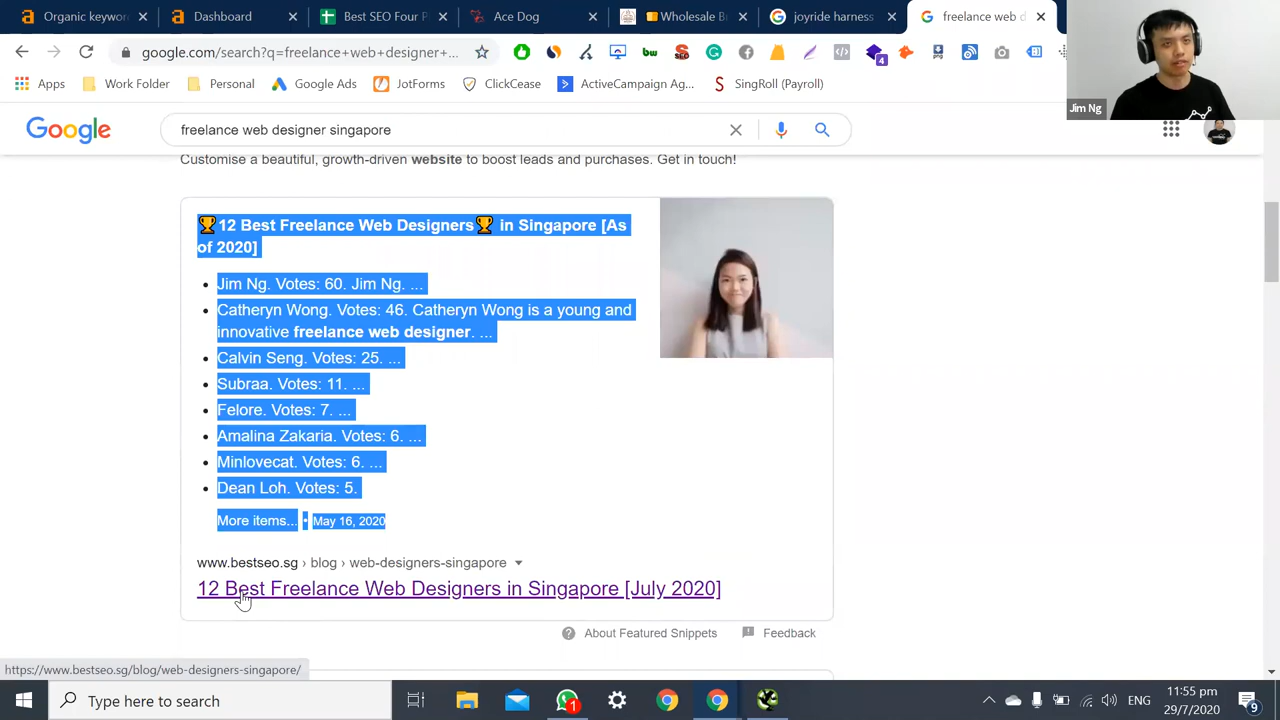 Organic keywor
Dashboard
Best SEO Four P
Ace Dog
Wholesale B
joyride harness
freelance web d
google.com/search?q=freelance+web+designer+...
4
Apps
Work Folder
Personal
Google Ads
JotForms
ClickCease
ActiveCampaign Ag...
SingRoll (Payroll)
Jim Ng
Google
freelance web designer singapore
Customise a beautiful, growth-driven website to boost leads and purchases. Get in touch!
🏆12 Best Freelance Web Designers🏆 in Singapore [As
of 2020]
• Jim Ng. Votes: 60. Jim Ng. ...
• Catheryn Wong. Votes: 46. Catheryn Wong is a young and
innovative freelance web designer. ...
• Calvin Seng. Votes: 25. ...
• Subraa. Votes: 11. ...
• Felore. Votes: 7. ...
• Amalina Zakaria. Votes: 6. ...
• Minlovecat. Votes: 6. ...
• Dean Loh. Votes: 5.
More items... • May 16, 2020
www.bestseo.sg › blog › web-designers-singapore
12 Best Freelance Web Designers in Singapore [July 2020]
About Featured Snippets
Feedback
https://www.bestseo.sg/blog/web-designers-singapore/
Type here to search
1
ENG
11:55 pm
29/7/2020
9